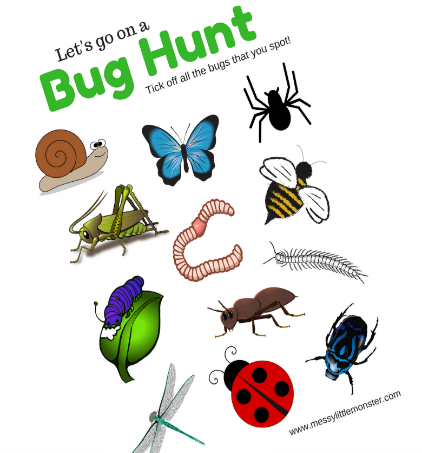 Let's go on a
Bug Hunt
Tick off all the bugs that you spot!
www.messylittlemonster.com